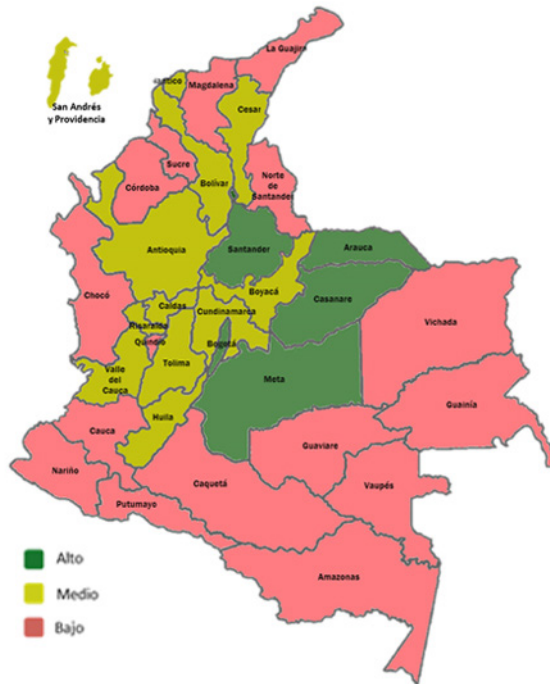 La Guajira
Magdalena
San Andrés
y Providencia
Cesar
Sucre
Córdoba
Bolívar
Norte
de
Santander
Antioquia
Santander
Arauca
Boyacá
Casanare
Chocó
Caldas
Cundinamarca
Risaralda
Quindío
Bogotá
Vichada
Valle
del
Cauca
Tolima
Meta
Huila
Guainía
Cauca
Guaviare
Nariño
Caquetá
Vaupés
Putumayo
Amazonas
Alto
Medio
Bajo